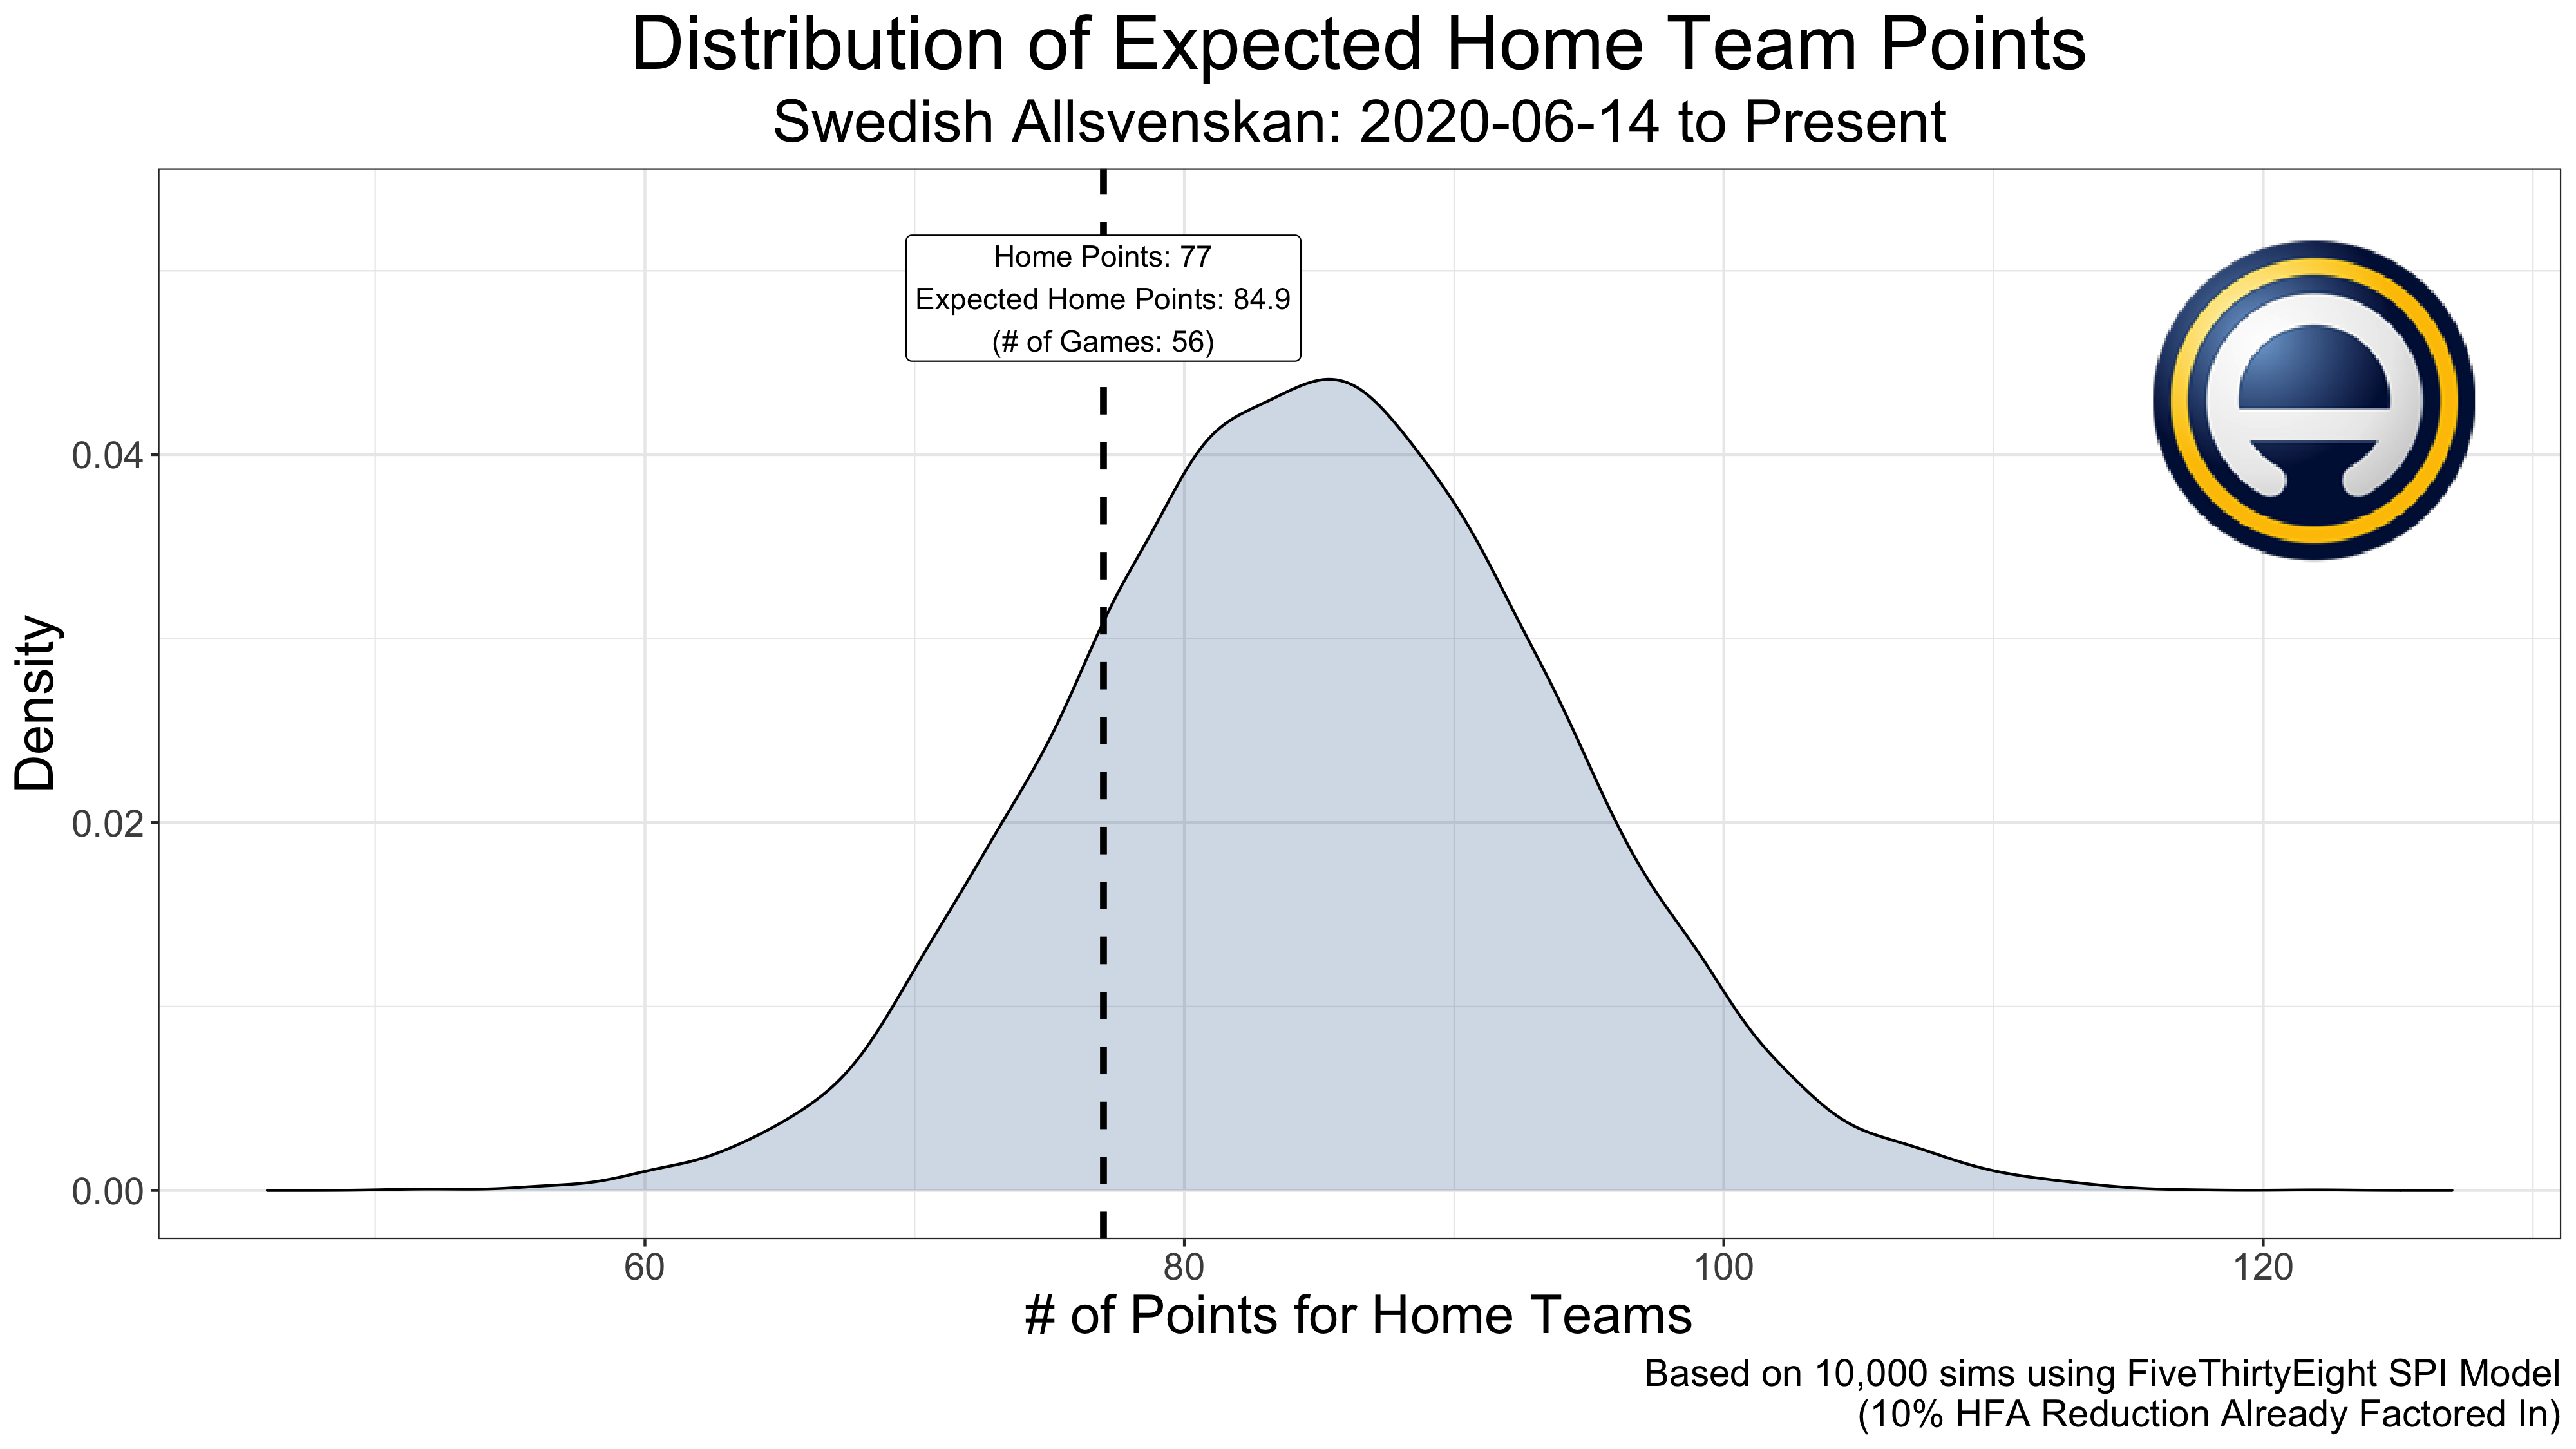 Distribution of Expected Home Team Points
Swedish Allsvenskan: 2020-06-14 to Present
Home Points: 77
Expected Home Points: 84.9
(# of Games: 56)
Density
0.04
0.02
0.00
60
80
100
120
# of Points for Home Teams
Based on 10,000 sims using FiveThirtyEight SPI Model
(10% HFA Reduction Already Factored In)